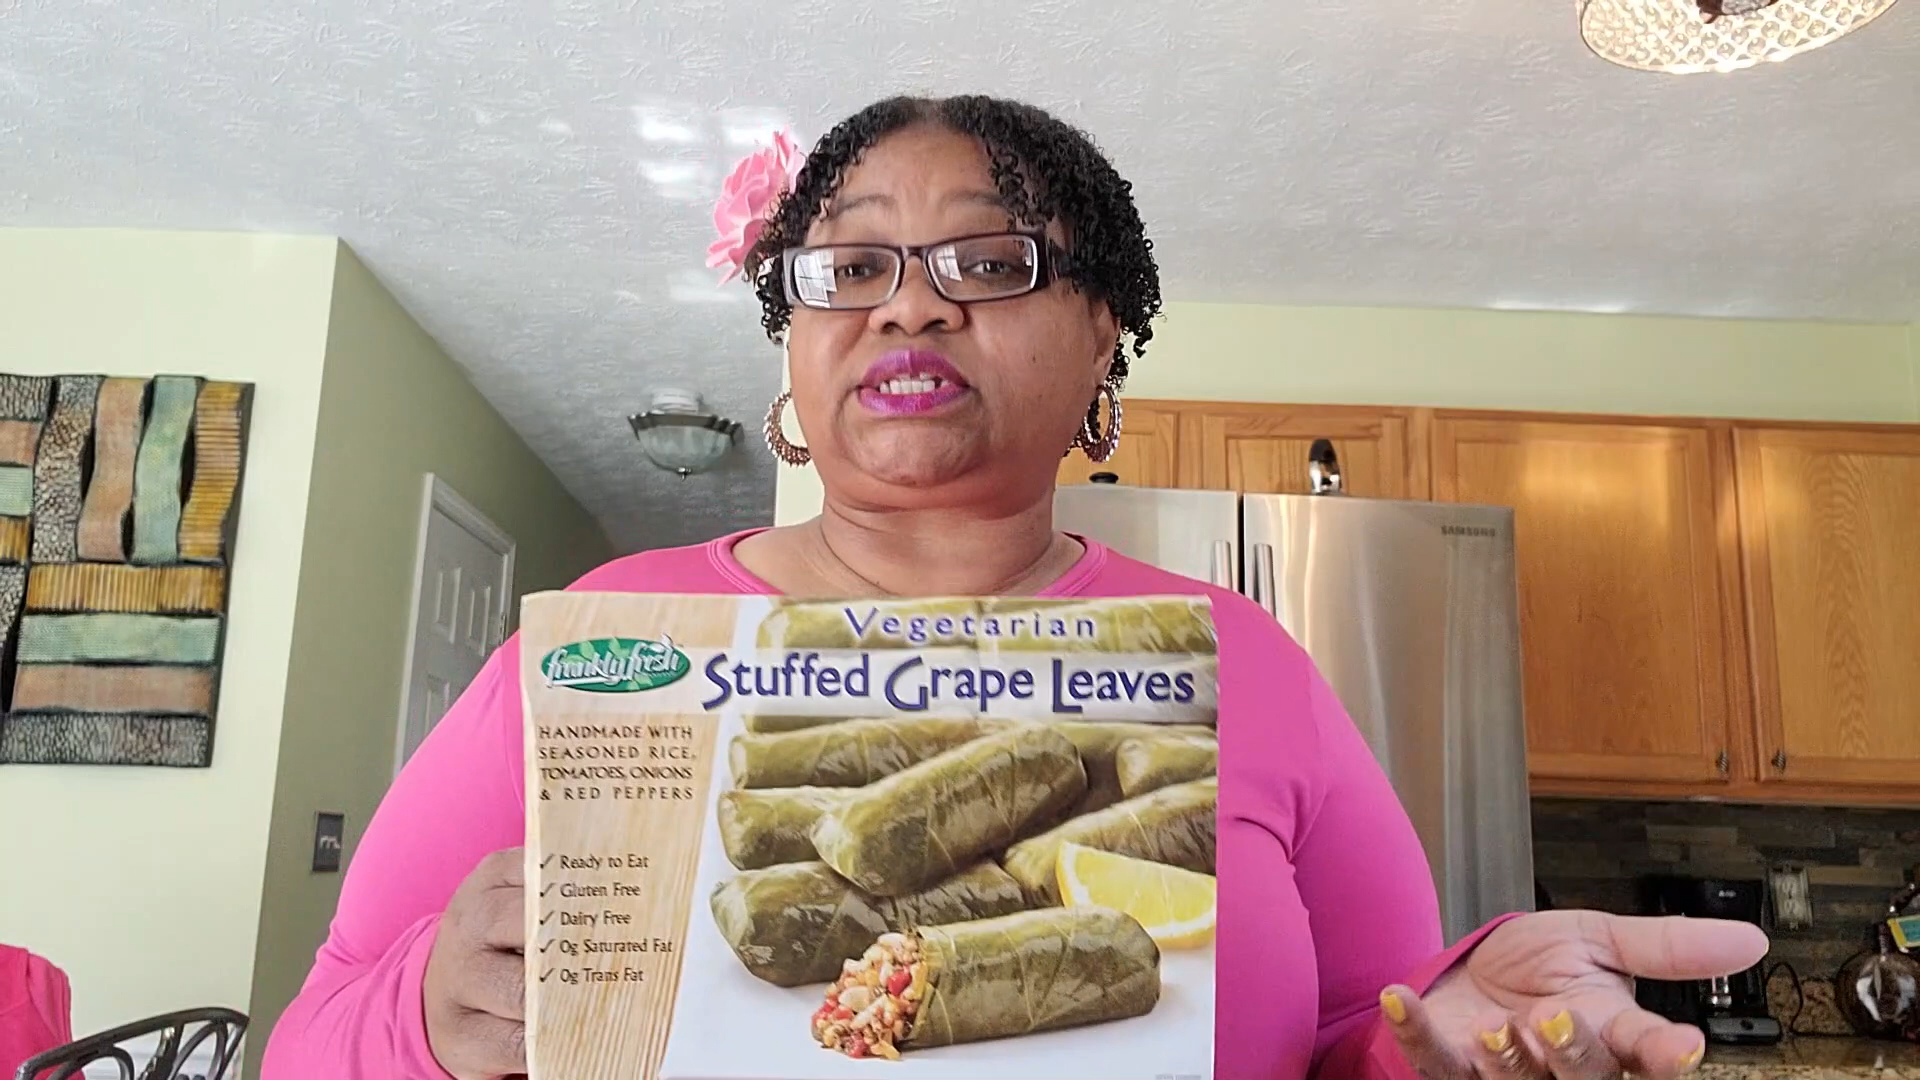 Vegetarian
franklyfresh
Stuffed Grape Leaves
HANDMADE WITH
SEASONED RICE,
TOMATOES, ONIONS
& RED PEPPERS
✓ Ready to Eat
✓ Gluten Free
✓ Dairy Free
✓ 0g Saturated Fat
✓ 0g Trans Fat
SAMSUNG